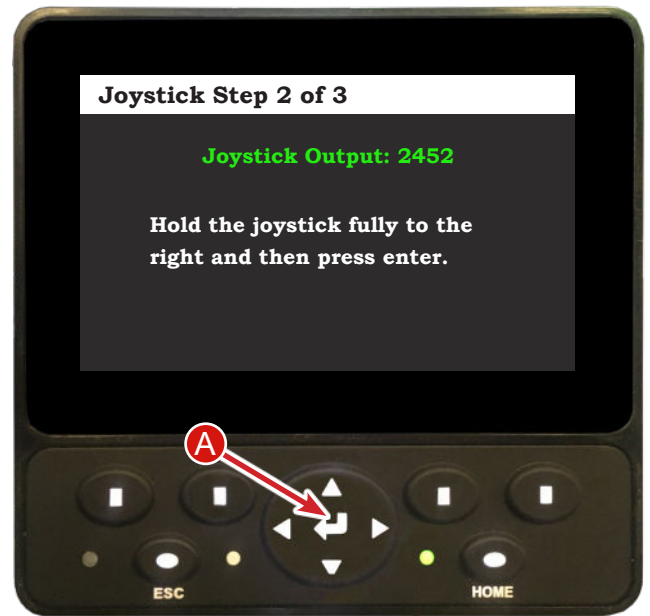 Joystick Step 2 of 3
Joystick Output: 2452
Hold the joystick fully to the
right and then press enter.
A
ESC
HOME